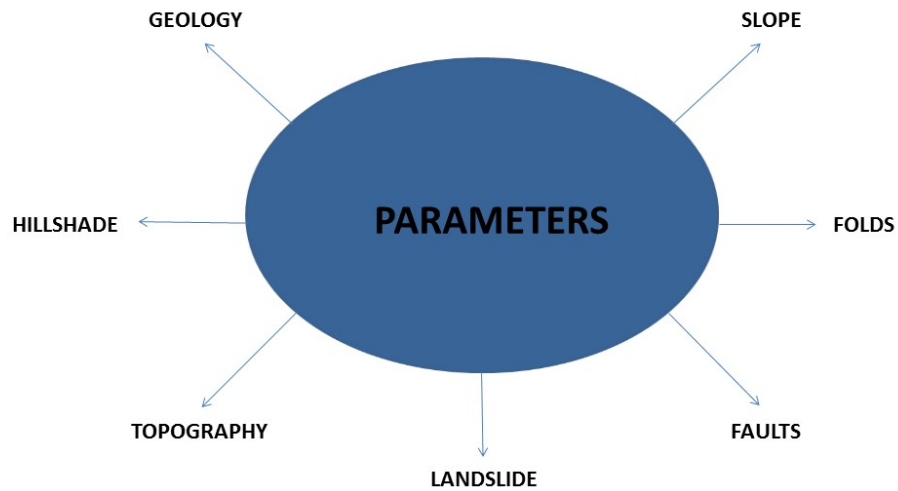 GEOLOGY
SLOPE
PARAMETERS
HILLSHADE
FOLDS
TOPOGRAPHY
FAULTS
LANDSLIDE